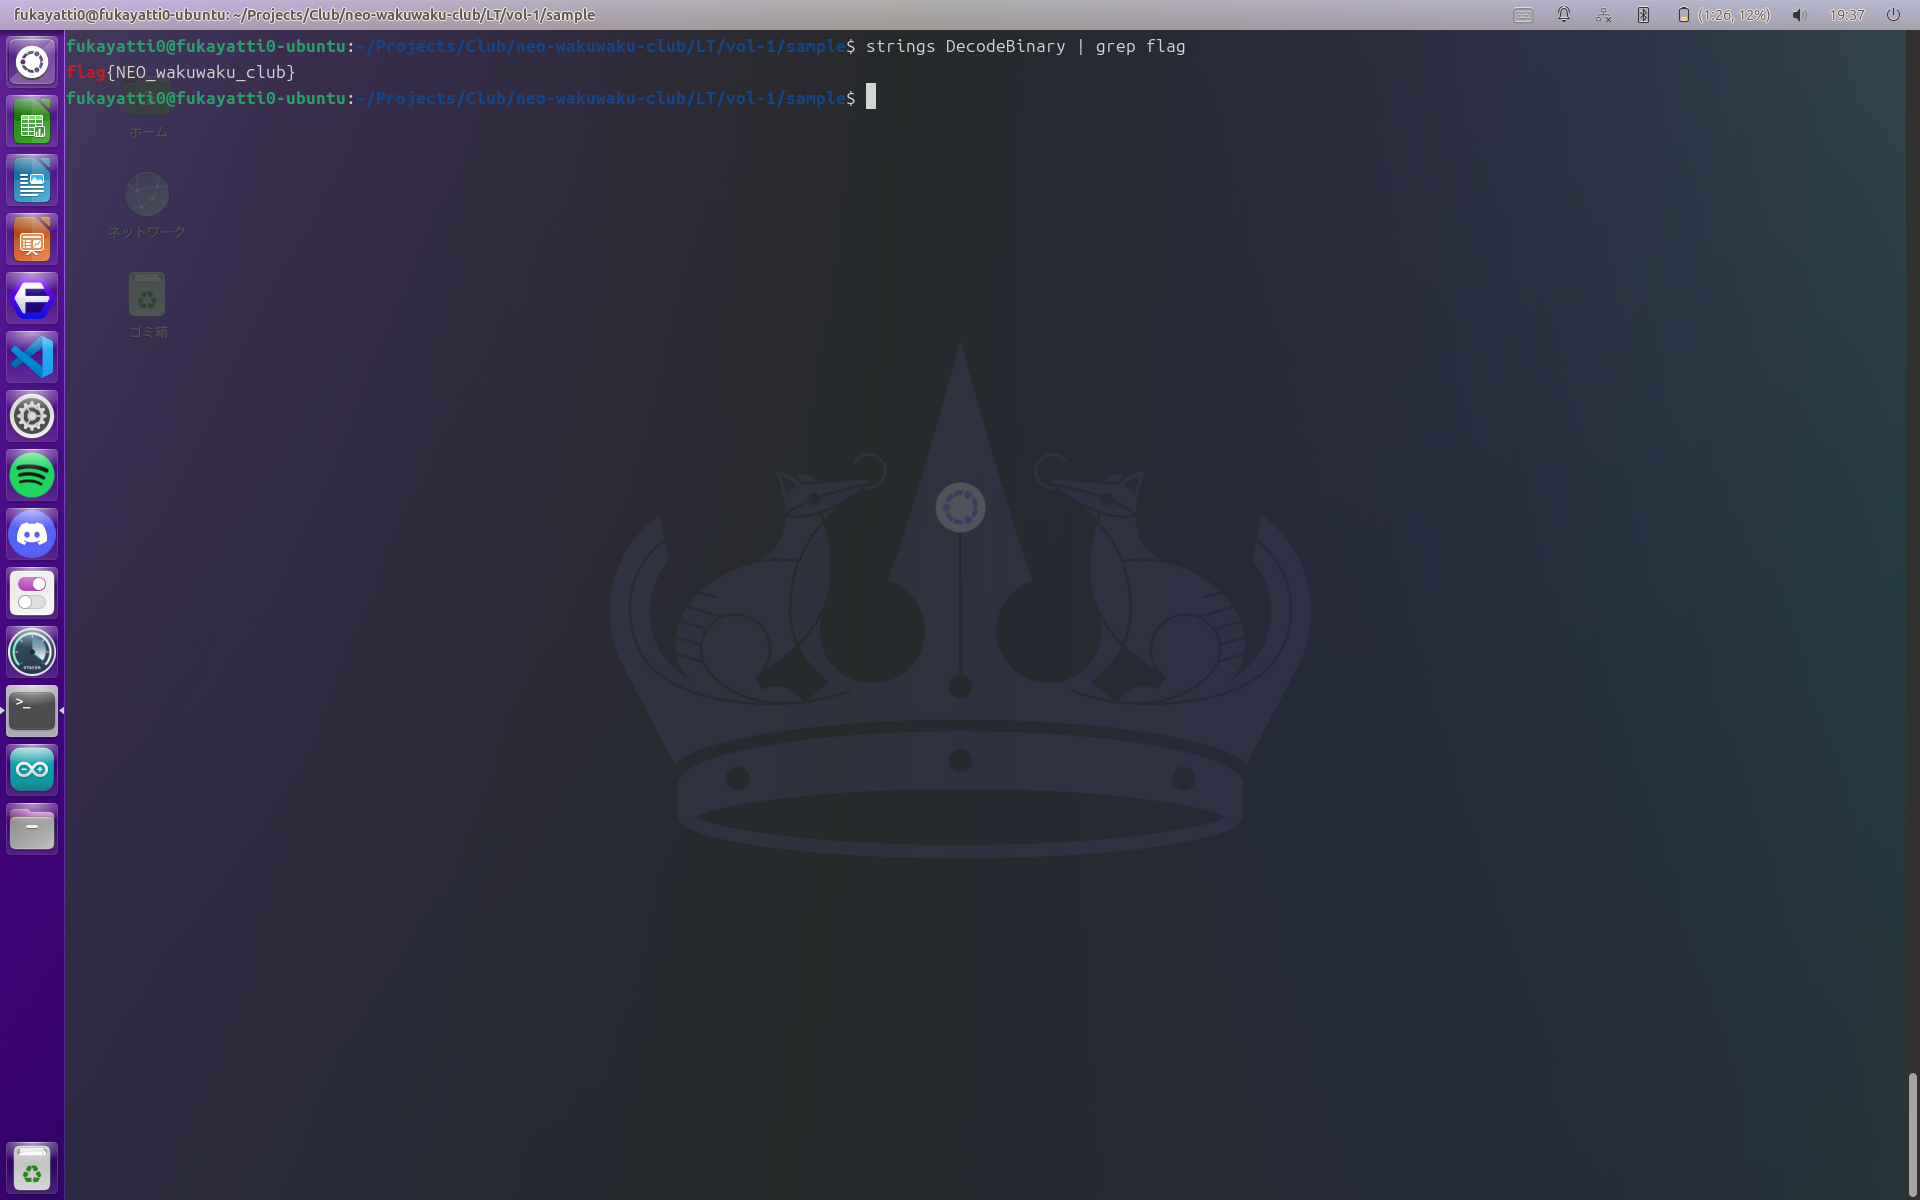 fukayatti0@fukayatti0-ubuntu: ~/Projects/Club/neo-wakuwaku-club/LT/vol-1/sample
(1:26, 12%)
19:37
fukayatti0@fukayatti0-ubuntu:~/Projects/Club/neo-wakuwaku-club/LT/vol-1/sample$ strings DecodeBinary | grep flag
flag{NEO_wakuwaku_club}
fukayatti0@fukayatti0-ubuntu:~/Projects/Club/neo-wakuwaku-club/LT/vol-1/sample$
ホーム
ネットワーク
ゴミ箱
>_
STACER